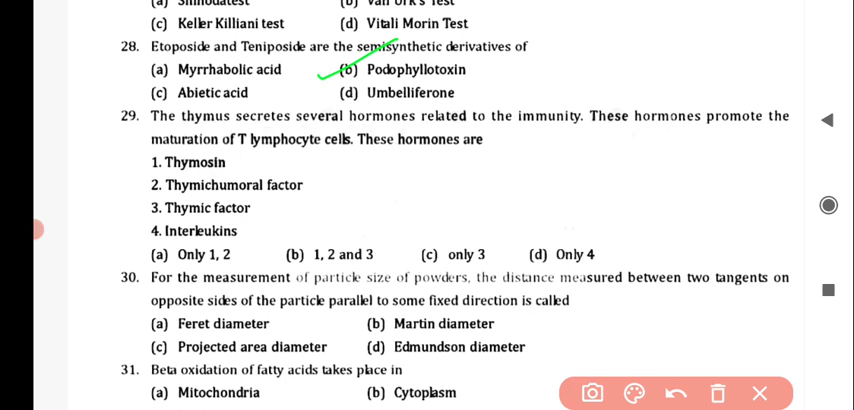 (c) Keller Killiani test (d) Vitali Morin Test
28. Etoposide and Teniposide are the semisynthetic derivatives of
(a) Myrrhabolic acid (b) Podophyllotoxin
(c) Abietic acid (d) Umbelliferone
29. The thymus secretes several hormones related to the immunity. These hormones promote the
maturation of T lymphocyte cells. These hormones are
1. Thymosin
2. Thymichumoral factor
3. Thymic factor
4. Interleukins
(a) Only 1, 2 (b) 1, 2 and 3 (c) only 3 (d) Only 4
30. For the measurement of particle size of powders, the distance measured between two tangents on
opposite sides of the particle parallel to some fixed direction is called
(a) Feret diameter (b) Martin diameter
(c) Projected area diameter (d) Edmundson diameter
31. Beta oxidation of fatty acids takes place in
(a) Mitochondria (b) Cytoplasm